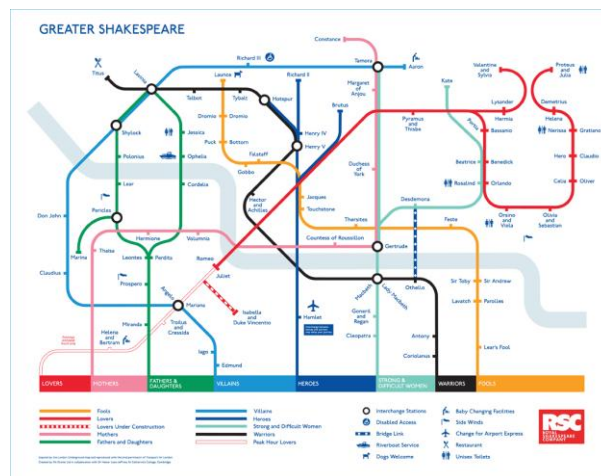 GREATER SHAKESPEARE
Constance
Richard III
Tamora
Aaron
Titus
Lavinia
Launce
Richard II
Valentine
and Sylvia
Proteus
and Julia
Margaret
of Anjou
Kate
Tellon
Tybalt
Hotspur
Brutus
Lysander
Hermia
Demetrius
Helena
Dromio
Dromio
Shylock
Jessica
Puck
Bottom
Henry IV
Henry V
Pyramus
and Thisbe
Portia
Bassanio
Nerissa
Gratiano
Polonius
Ophelia
Falstaff
Gobbo
Duchess
of York
Beatrice
Benedick
Hero
Claudio
Lear
Cordelia
Hector
and Achilles
Jaques
Touchstone
Rosalind
Orlando
Celia
Oliver
Desdemona
Don John
Pericles
Thersites
Feste
Orsino
and Viola
Olivia
and Sebastian
Hermione
Volumnia
Countess of Roussillon
Gertrude
Marina
Thaisa
Leontes
Perdita
Romeo
Juliet
Claudius
Prospero
Angelo
Mariana
Macbeth
Lady Macbeth
Othello
Sir Toby
Sir Andrew
Isabella and
Duke Vincentio
Hamlet
Goneril
and Regan
Lavatch
Parolles
Miranda
Troilus
and Cressida
Helena and
Bertram
Cleopatra
Antony
Lear's Fool
Iago
Coriolanus
Edmund
LOVERS
MOTHERS
FATHERS &
DAUGHTERS
VILLAINS
HEROES
STRONG &
DIFFICULT WOMEN
WARRIORS
FOOLS
Fools
Lovers
Lovers Under Construction
Mothers
Fathers and Daughters
Villains
Heroes
Strong and Difficult Women
Warriors
Peak Hour Lovers
Interchange Stations
Disabled Access
Riverboat Service
Bridge Link
Dogs Welcome
Baby Changing Facilities
Side Winds
Change for Airport Express
Restaurant
Unisex Toilets
RSC
ROYAL
SHAKESPEARE
COMPANY